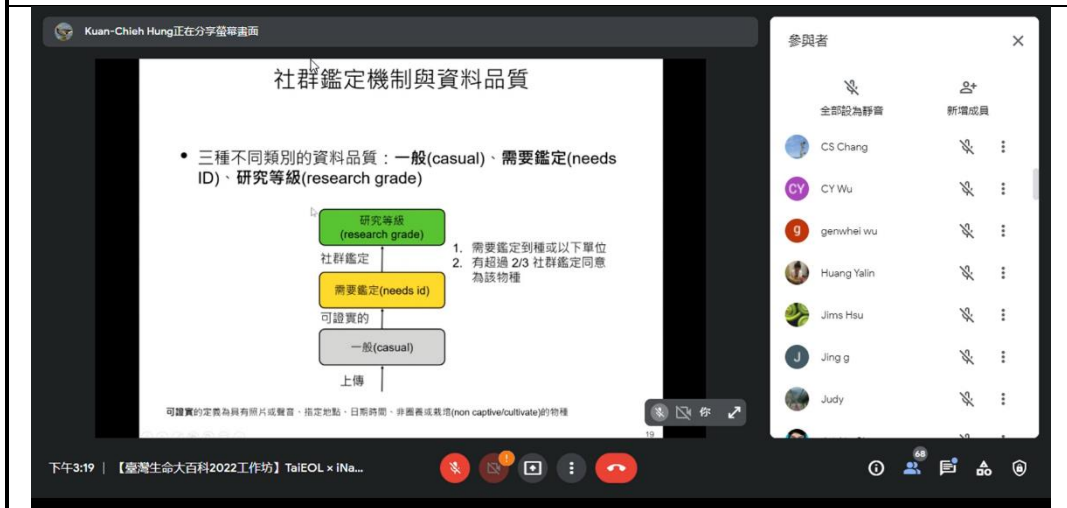 Kuan-Chieh Hung正在分享螢幕畫面
社群鑑定機制與資料品質
• 三種不同類別的資料品質：一般(casual)、需要鑑定(needs
ID)、研究等級(research grade)
研究等級
(research grade)
社群鑑定
1. 需要鑑定到種或以下單位
2. 有超過 2/3 社群鑑定同意
為該物種
需要鑑定(needs id)
可證實的
一般(casual)
上傳
可證實的定義為具有照片或聲音、指定地點、日期時間、非圈養或栽培(non captive/cultivate)的物種
19
你
參與者
全部設為靜音
新增成員
CS Chang
CY
CY Wu
g
genwhei wu
Huang Yalin
Jims Hsu
J
Jing g
Judy
下午3:19 | 【臺灣生命大百科2022工作坊】TaiEOL × iNa...
68